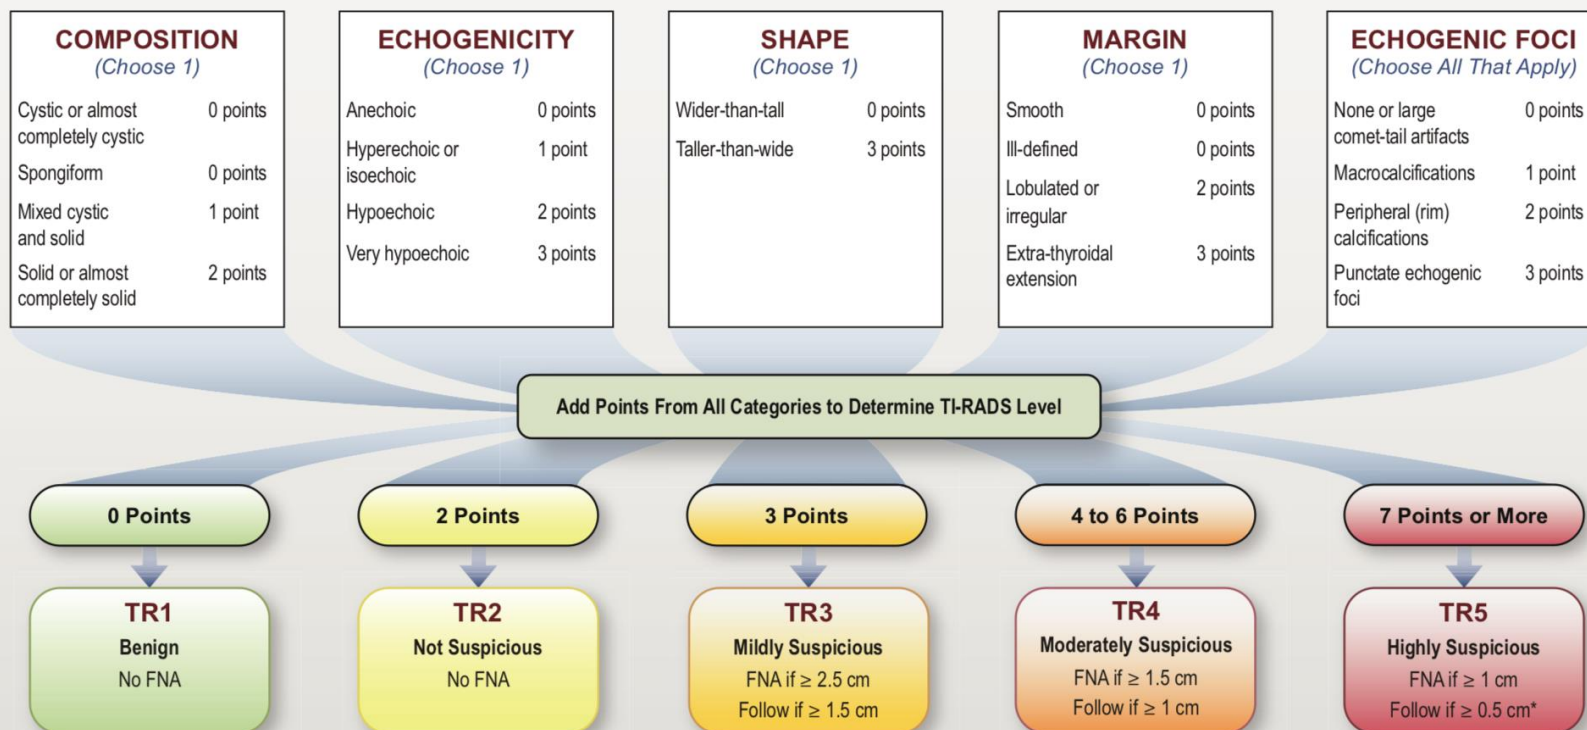 COMPOSITION
(Choose 1)
Cystic or almost 0 points
completely cystic
Spongiform 0 points
Mixed cystic 1 point
and solid
Solid or almost 2 points
completely solid
ECHOGENICITY
(Choose 1)
Anechoic 0 points
Hyperechoic or 1 point
isoechoic
Hypoechoic 2 points
Very hypoechoic 3 points
SHAPE
(Choose 1)
Wider-than-tall 0 points
Taller-than-wide 3 points
MARGIN
(Choose 1)
Smooth 0 points
Ill-defined 0 points
Lobulated or 2 points
irregular
Extra-thyroidal 3 points
extension
ECHOGENIC FOCI
(Choose All That Apply)
None or large 0 points
comet-tail artifacts
Macrocalcifications 1 point
Peripheral (rim) 2 points
calcifications
Punctate echogenic 3 points
foci
Add Points From All Categories to Determine TI-RADS Level
0 Points
2 Points
3 Points
4 to 6 Points
7 Points or More
TR1
Benign
No FNA
TR2
Not Suspicious
No FNA
TR3
Mildly Suspicious
FNA if ≥ 2.5 cm
Follow if ≥ 1.5 cm
TR4
Moderately Suspicious
FNA if ≥ 1.5 cm
Follow if ≥ 1 cm
TR5
Highly Suspicious
FNA if ≥ 1 cm
Follow if ≥ 0.5 cm*